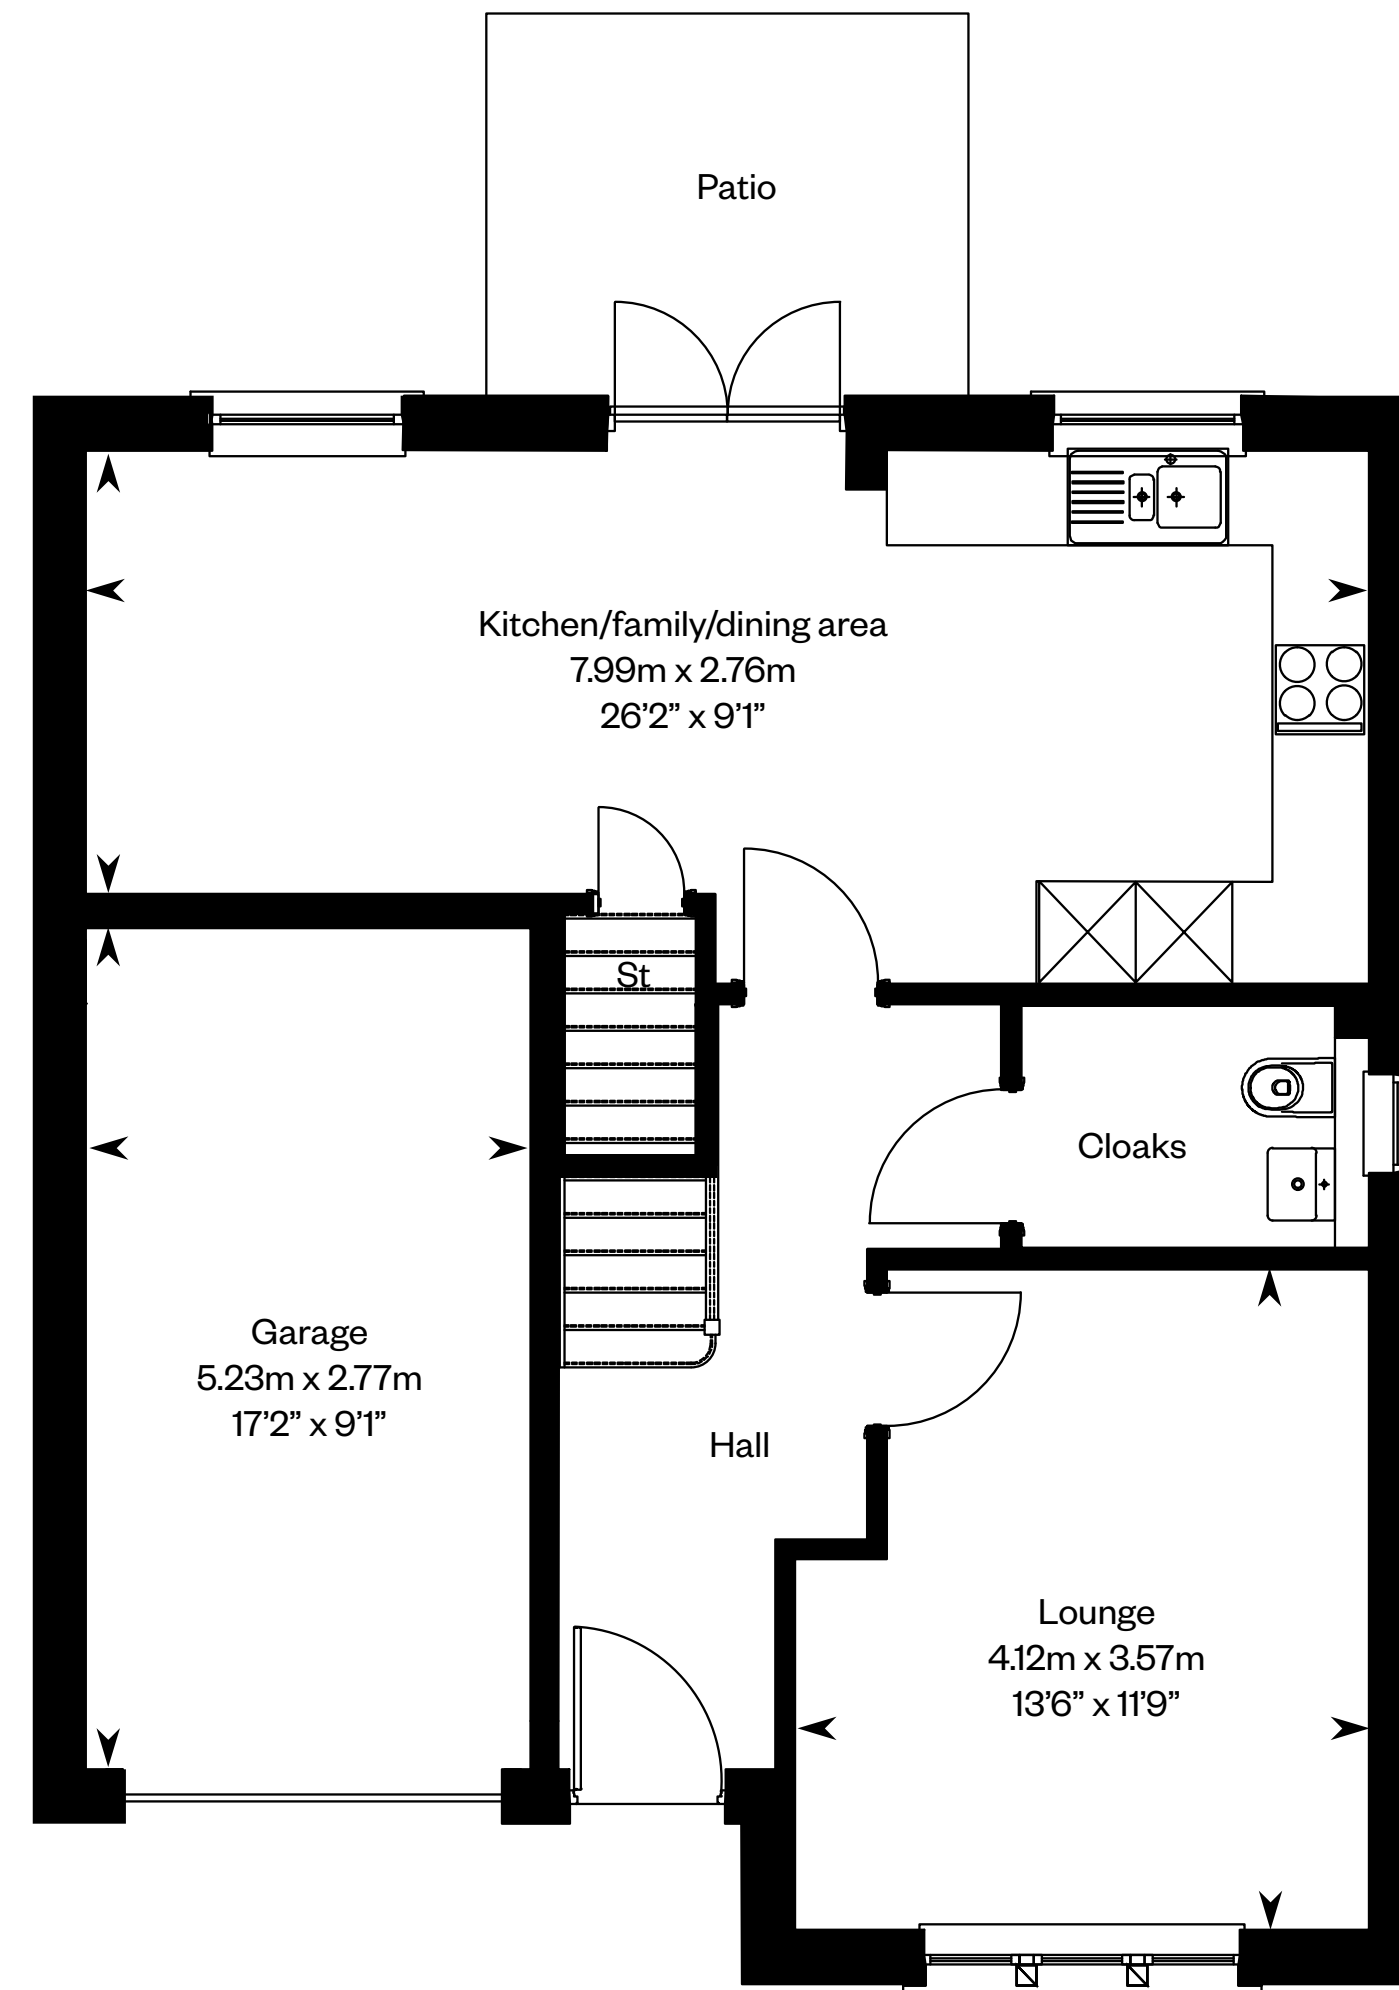 Patio
Kitchen/family/dining area
7.99m x 2.76m
26’2” x 9’1”
St
Cloaks
Garage
5.23m x 2.77m
17’2” x 9’1”
Hall
Lounge
4.12m x 3.57m
13’6” x 11’9”